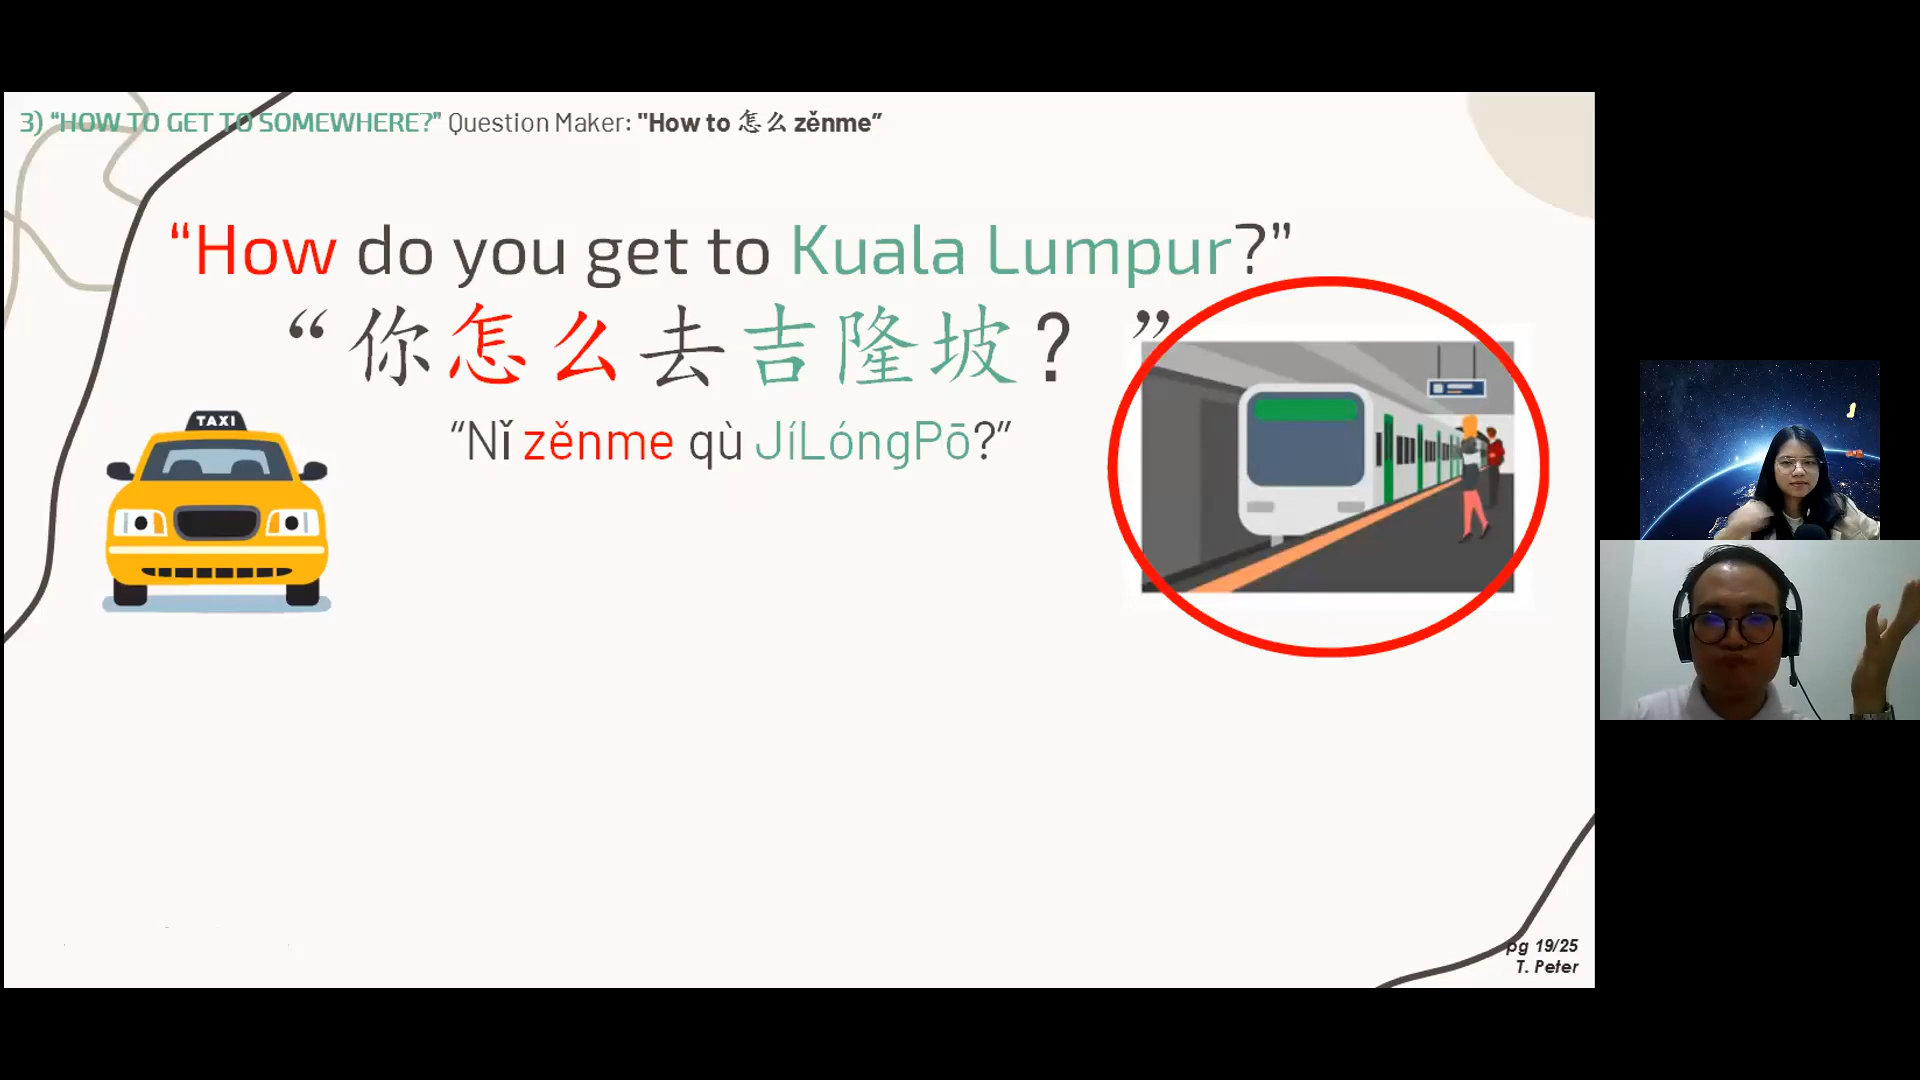 3) “HOW TO GET TO SOMEWHERE?” Question Maker: "How to 怎么 zěnme”
“How do you get to Kuala Lumpur?”
“你怎么去吉隆坡? ”
“Nǐ zěnme qù JíLóngPō?”
TAXI
pg 19/25
T. Peter